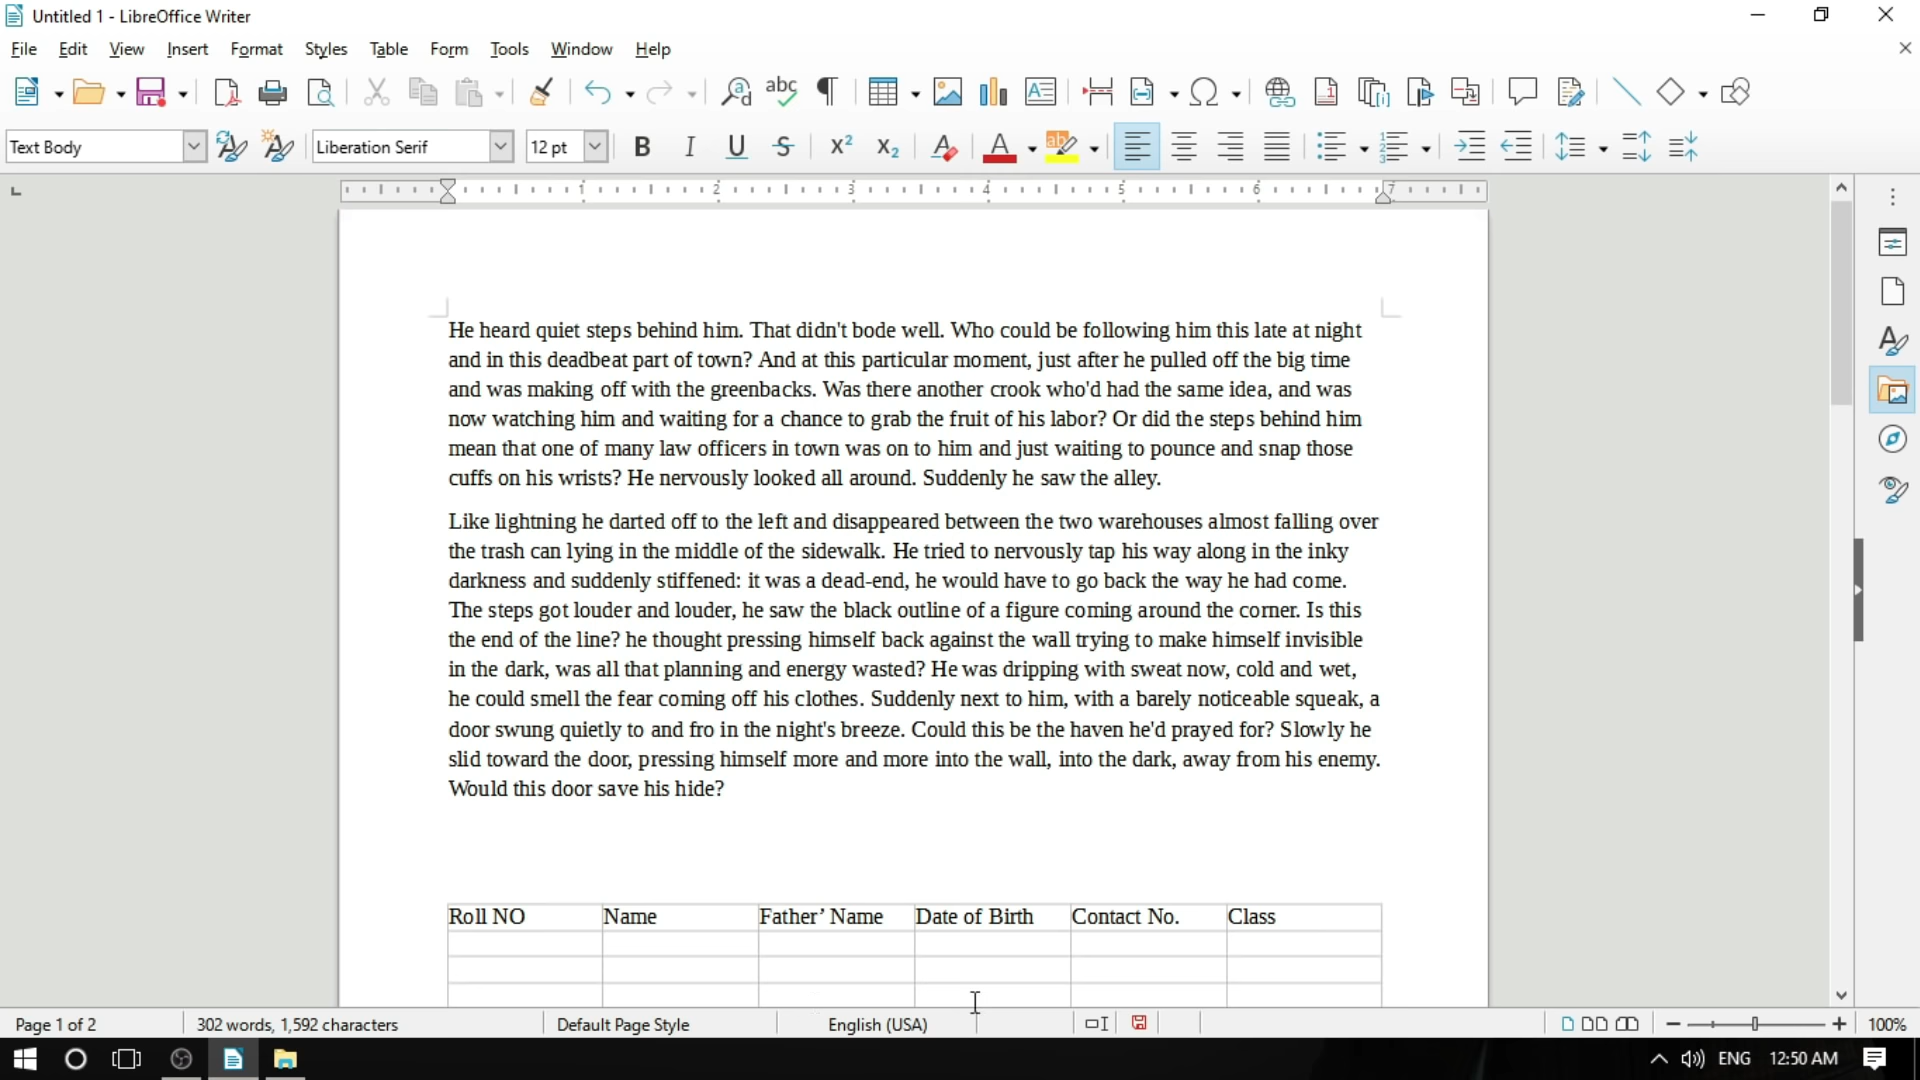 Untitled 1 - LibreOffice Writer
File Edit View Insert Format Styles Table Form Tools Window Help
Text Body Liberation Serif 12 pt
1 2 3 4 5 6 7
He heard quiet steps behind him. That didn't bode well. Who could be following him this late at night
and in this deadbeat part of town? And at this particular moment, just after he pulled off the big time
and was making off with the greenbacks. Was there another crook who'd had the same idea, and was
now watching him and waiting for a chance to grab the fruit of his labor? Or did the steps behind him
mean that one of many law officers in town was on to him and just waiting to pounce and snap those
cuffs on his wrists? He nervously looked all around. Suddenly he saw the alley.
Like lightning he darted off to the left and disappeared between the two warehouses almost falling over
the trash can lying in the middle of the sidewalk. He tried to nervously tap his way along in the inky
darkness and suddenly stiffened: it was a dead-end, he would have to go back the way he had come.
The steps got louder and louder, he saw the black outline of a figure coming around the corner. Is this
the end of the line? he thought pressing himself back against the wall trying to make himself invisible
in the dark, was all that planning and energy wasted? He was dripping with sweat now, cold and wet,
he could smell the fear coming off his clothes. Suddenly next to him, with a barely noticeable squeak, a
door swung quietly to and fro in the night's breeze. Could this be the haven he'd prayed for? Slowly he
slid toward the door, pressing himself more and more into the wall, into the dark, away from his enemy.
Would this door save his hide?
Roll NO Name Father’ Name Date of Birth Contact No. Class
Page 1 of 2 302 words, 1,592 characters Default Page Style English (USA) 100%
ENG 12:50 AM